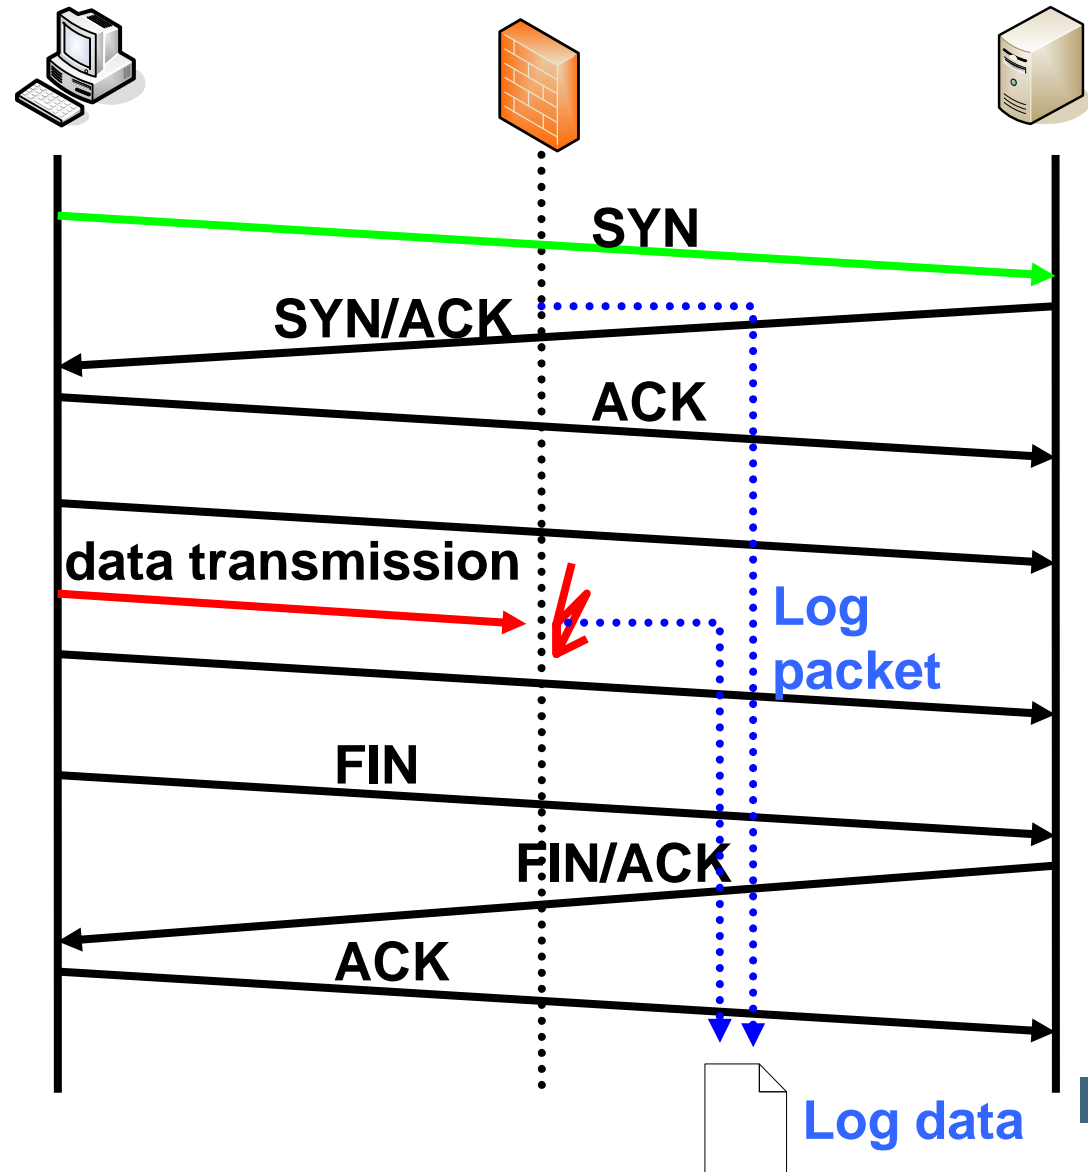 SYN
SYN/ACK
ACK
data transmission
Log
packet
FIN
FIN/ACK
ACK
Log data